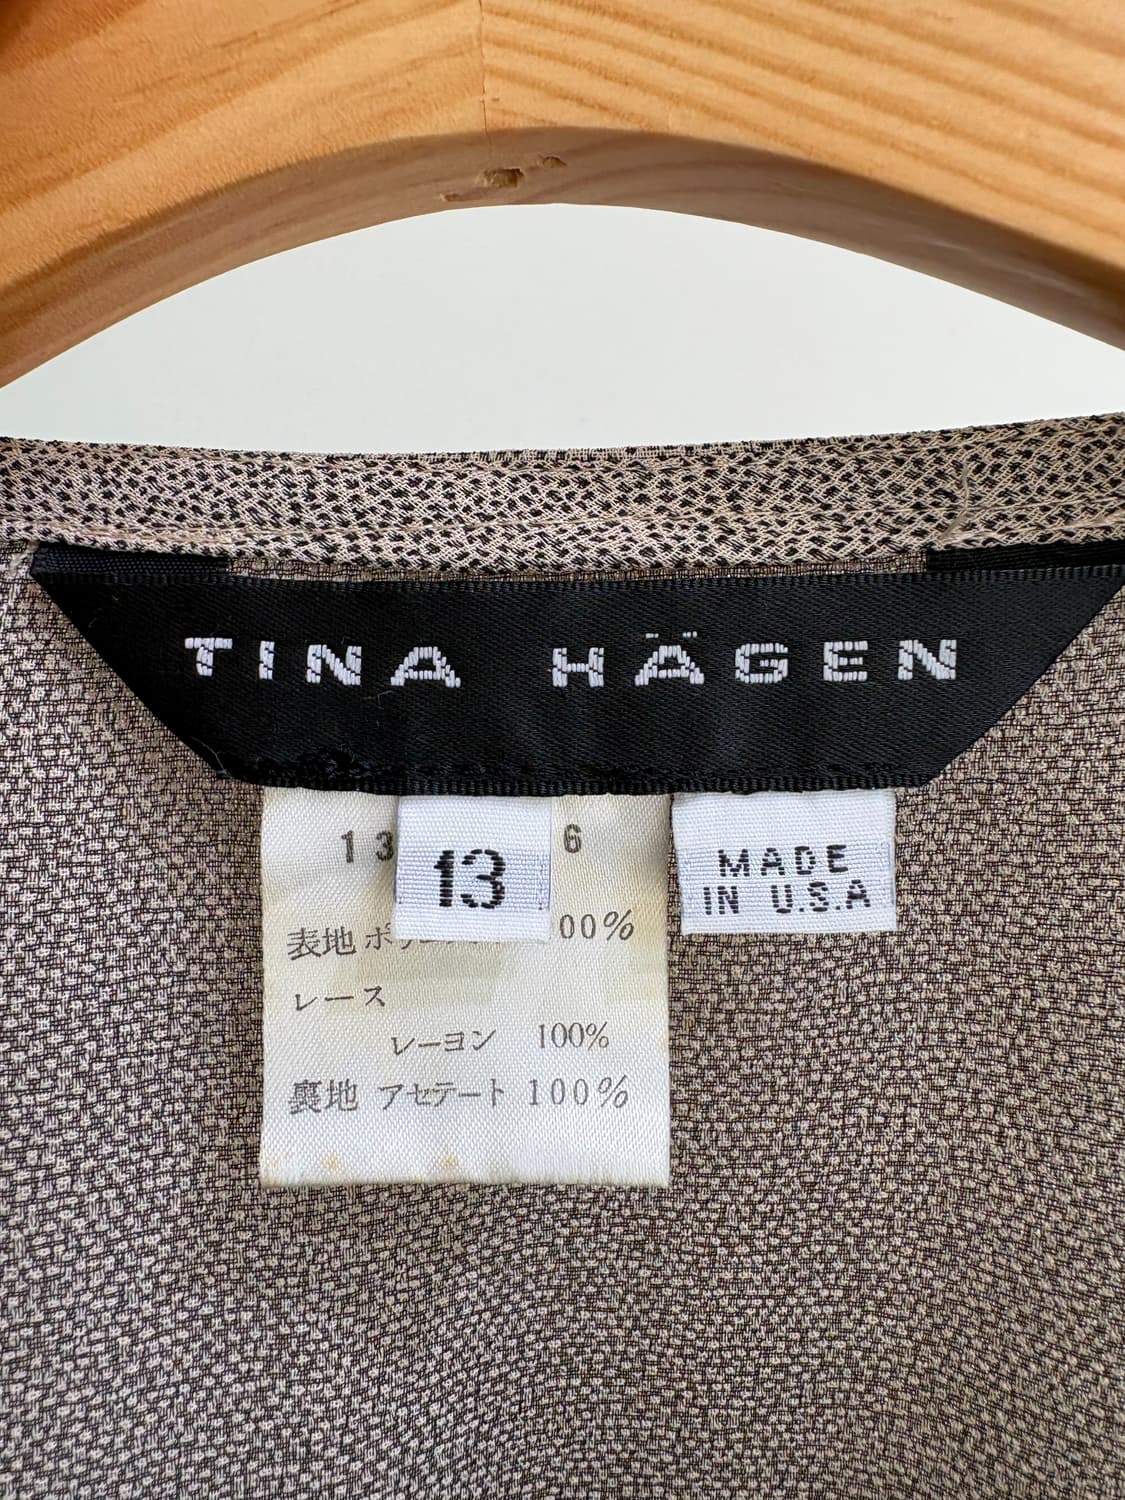 TINA HÄGEN
13 6
13
MADE
IN U.S.A
表地 00%
レース
レーヨン 100%
裏地 アセテート 100%